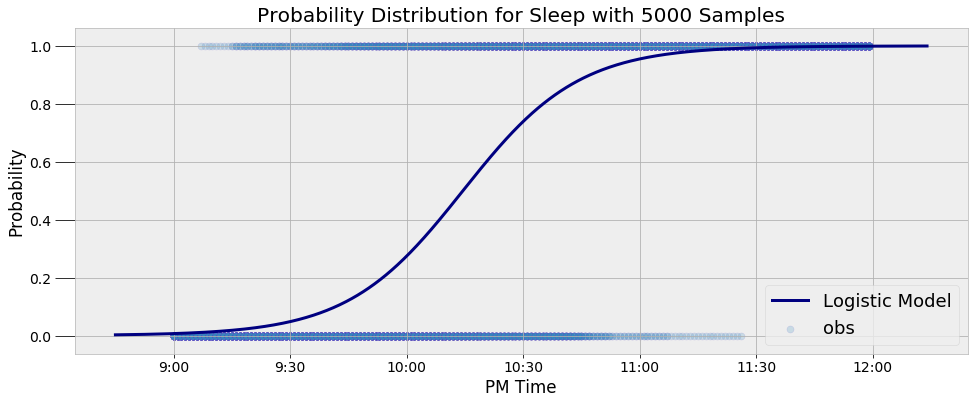 Probability Distribution for Sleep with 5000 Samples
1.0
0.8
0.6
0.4
0.2
0.0
Probability
Logistic Model
obs
9:00 9:30 10:00 10:30 11:00 11:30 12:00
PM Time